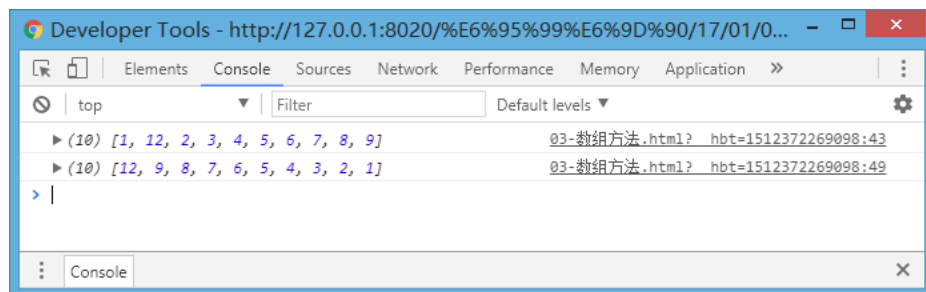 Developer Tools - http://127.0.0.1:8020/%E6%95%99%E6%9D%90/17/01/0...
Elements Console Sources Network Performance Memory Application »
top ▼ Filter Default levels ▼
▶ (10) [1, 12, 2, 3, 4, 5, 6, 7, 8, 9] 03-数组方法.html?__hbt=1512372269098:43
▶ (10) [12, 9, 8, 7, 6, 5, 4, 3, 2, 1] 03-数组方法.html?__hbt=1512372269098:49
>
Console